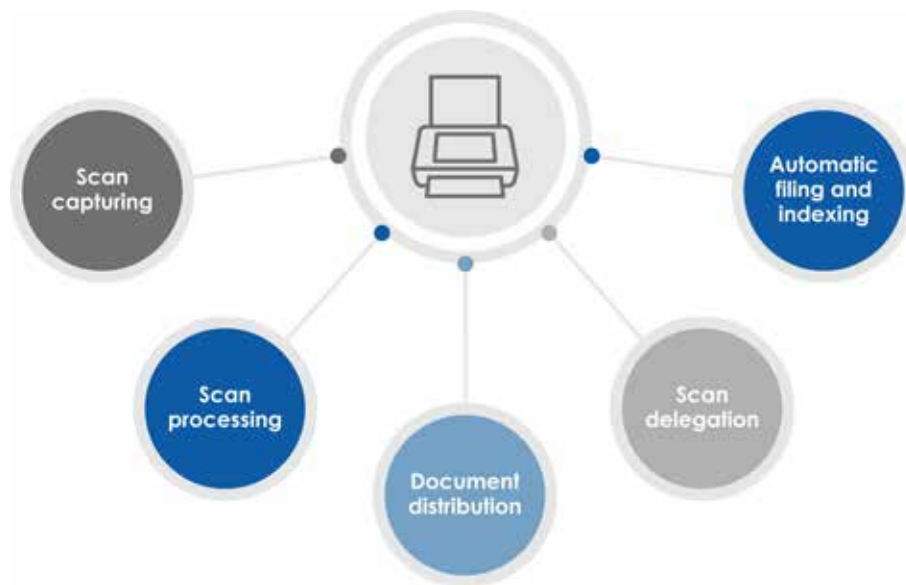 Scan
capturing
Scan
processing
Document
distribution
Scan
delegation
Automatic
filing and
indexing